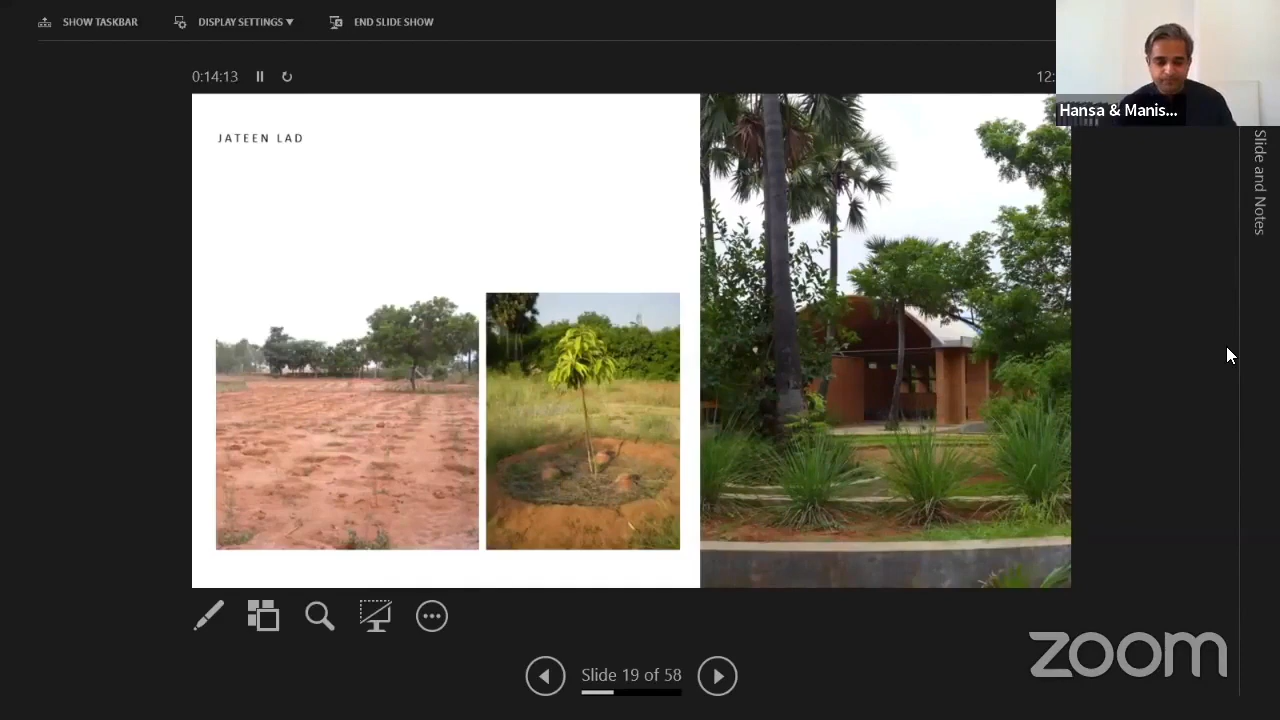 SHOW TASKBAR
DISPLAY SETTINGS ▼
END SLIDE SHOW
0:14:13
12:
Hansa & Manis...
JATEEN LAD
Slide and Notes
Slide 19 of 58
zoom